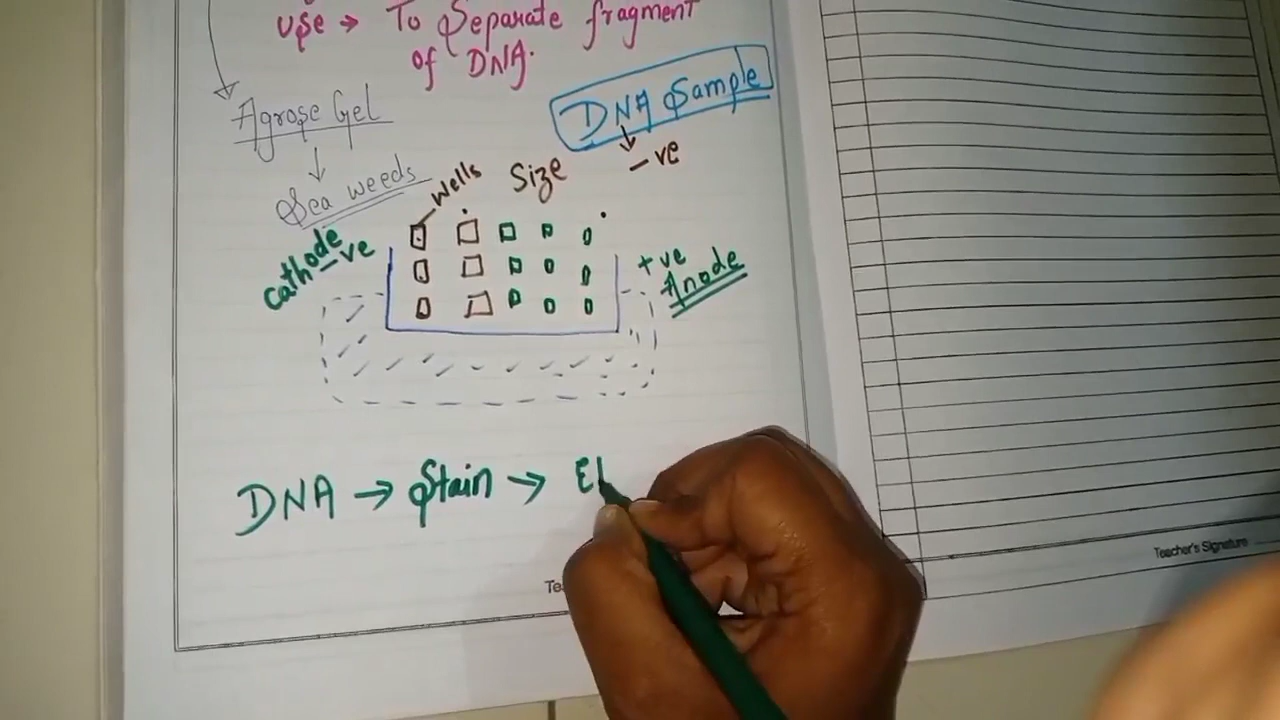 use → To Separate fragment
of DNA.
Agrose Gel
DNA Sample
↓
-ve
↓
Sea weeds
Wells
Size
Cathode
-ve
+ve
Anode
DNA → Stain → El
Teacher's Signature